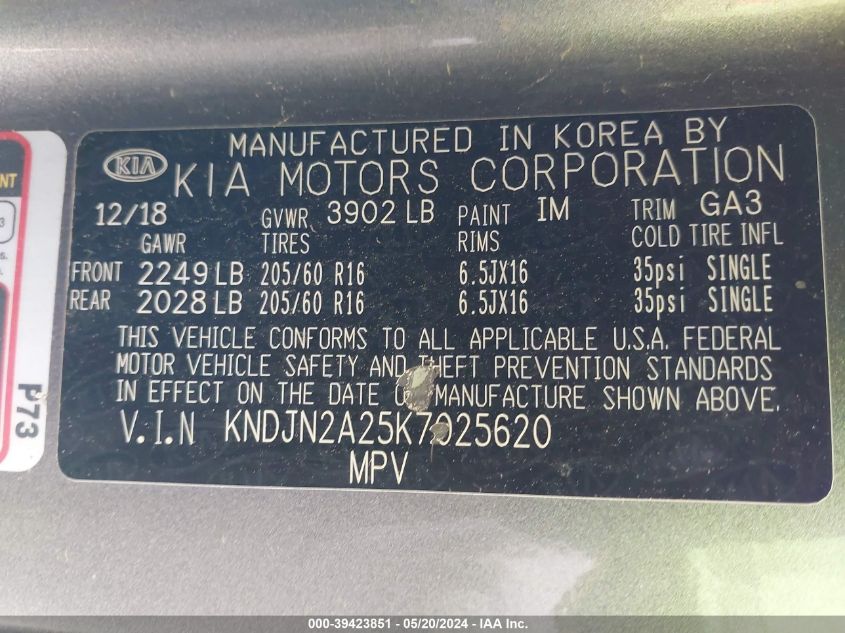 MANUFACTURED IN KOREA BY
KIA KIA MOTORS CORPORATION
12/18 GVWR 3902 LB PAINT IM TRIM GA3
GAWR TIRES RIMS COLD TIRE INFL
FRONT 2249 LB 205/60 R16 6.5JX16 35psi SINGLE
REAR 2028 LB 205/60 R16 6.5JX16 35psi SINGLE
THIS VEHICLE CONFORMS TO ALL APPLICABLE U.S.A. FEDERAL
MOTOR VEHICLE SAFETY AND THEFT PREVENTION STANDARDS
IN EFFECT ON THE DATE MANUFACTURE SHOWN ABOVE.
V.I.N KNDJN2A25K7025620
MPV
P73
000-39423851 - 05/20/2024 - IAA Inc.